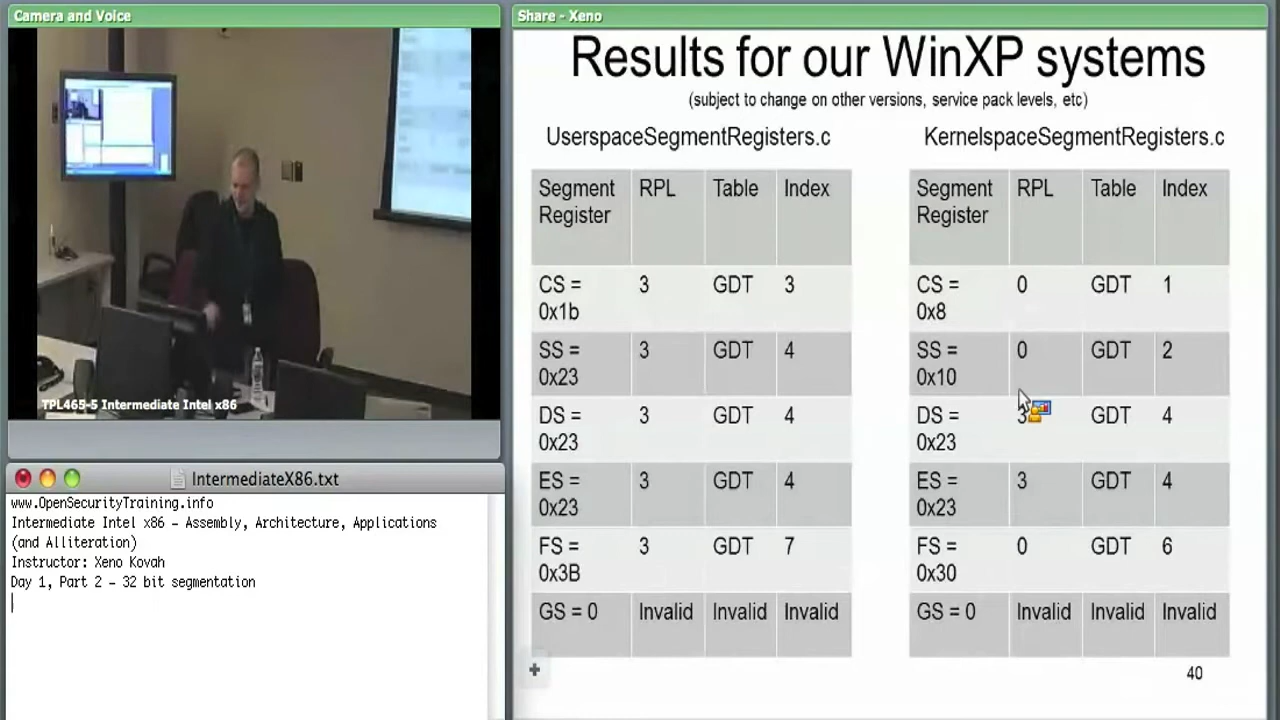 Camera and Voice
TPL465-5 Intermediate Intel x86
IntermediateX86.txt
www.OpenSecurityTraining.info
Intermediate Intel x86 - Assembly, Architecture, Applications
(and Alliteration)
Instructor: Xeno Kovah
Day 1, Part 2 - 32 bit segmentation
Share - Xeno
Results for our WinXP systems
(subject to change on other versions, service pack levels, etc)
UserspaceSegmentRegisters.c
Segment RPL Table Index
Register
CS = 3 GDT 3
0x1b
SS = 3 GDT 4
0x23
DS = 3 GDT 4
0x23
ES = 3 GDT 4
0x23
FS = 3 GDT 7
0x3B
GS = 0 Invalid Invalid Invalid
KernelspaceSegmentRegisters.c
Segment RPL Table Index
Register
CS = 0 GDT 1
0x8
SS = 0 GDT 2
0x10
DS = 3 GDT 4
0x23
ES = 3 GDT 4
0x23
FS = 0 GDT 6
0x30
GS = 0 Invalid Invalid Invalid
40